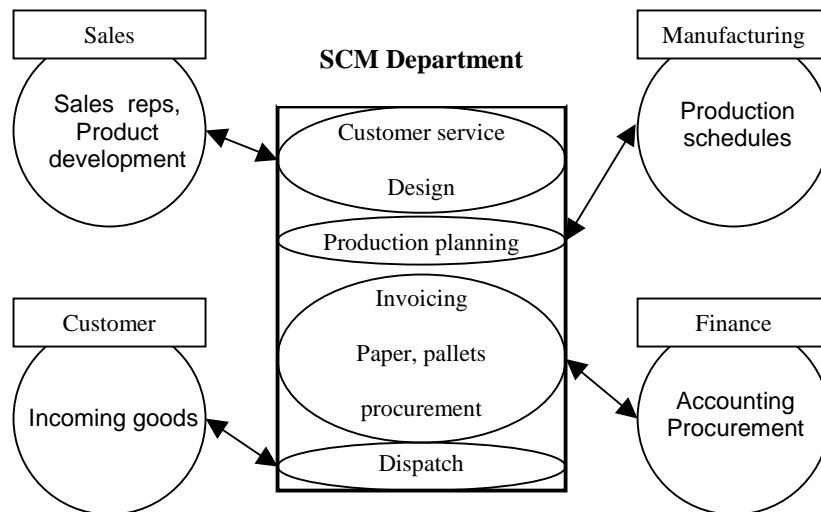 Sales
Sales reps,
Product
development
SCM Department
Customer service
Design
Production planning
Invoicing
Paper, pallets
procurement
Dispatch
Manufacturing
Production
schedules
Customer
Incoming goods
Finance
Accounting
Procurement